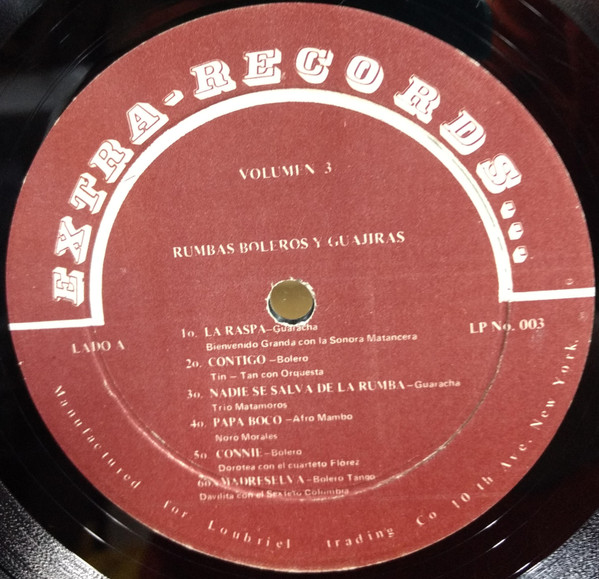 EXTRA-RECORDS...
VOLUMEN 3
RUMBAS BOLEROS Y GUAJIRAS
LADO A
LP No. 003
1o. LA RASPA-Guaracha
Bienvenido Granda con la Sonora Matancera
2o. CONTIGO-Bolero
Tin - Tan con Orquesta
3o. NADIE SE SALVA DE LA RUMBA-Guaracha
Trio Matamoros
4o. PAPA BOCO-Afro Mambo
Noro Morales
5o CONNIE-Bolero
Dorotea con el cuarteto Florez
6o. MADRESELVA-Bolero Tango
Davilita con el Sexteto Columbia
Manufactured for Loubriel trading Co 10th Ave. New York.